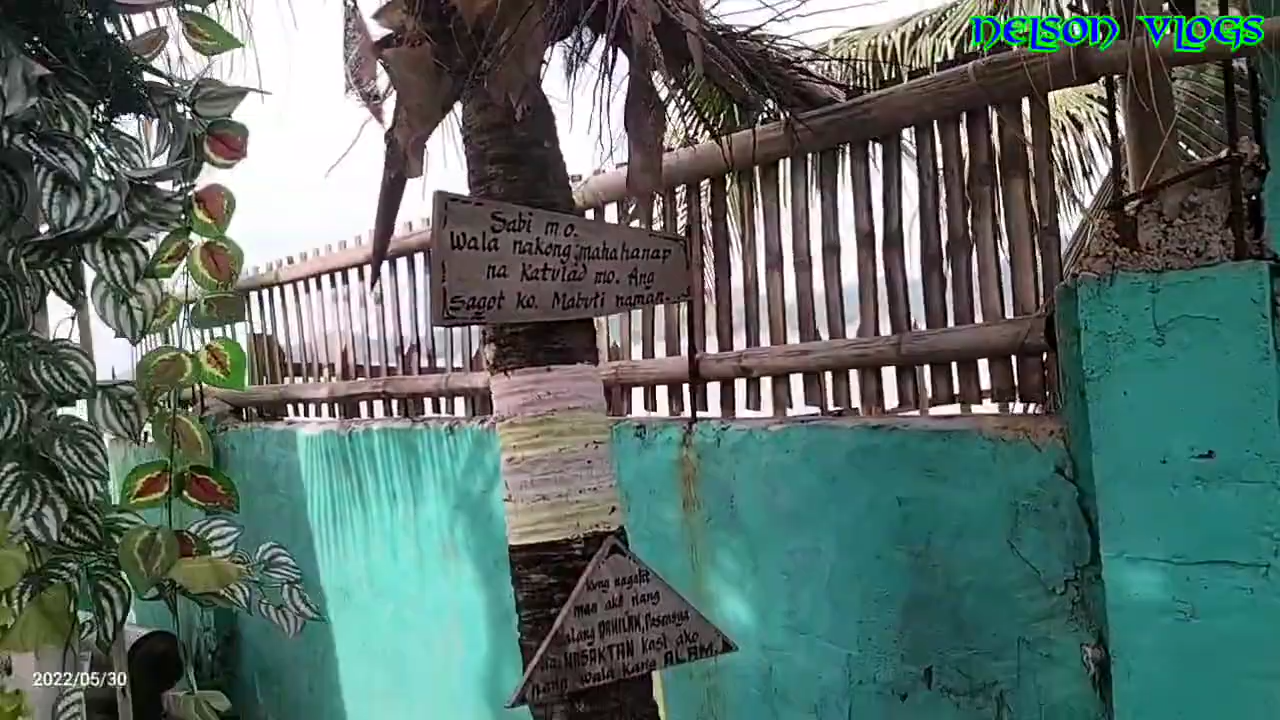 NELSON VLOGS
Sabi mo.
Wala nakong mahahanap
na katulad mo. Ang
Sagot ko. Mabuti naman.
kung nagalit
man ako nang
Walang DAHILAN, Pasensya
na. NASAKTAN kasi ako
nang wala kang ALAM.
2022/05/30